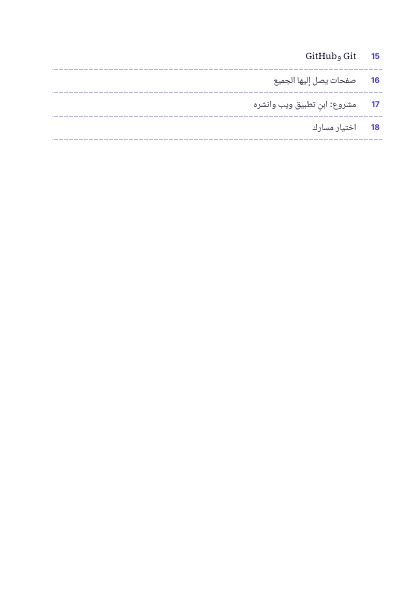 15 Git وGitHub
16 صفحات يصل إليها الجميع
17 مشروع: ابنِ تطبيق ويب وانشره
18 اختيار مسارك